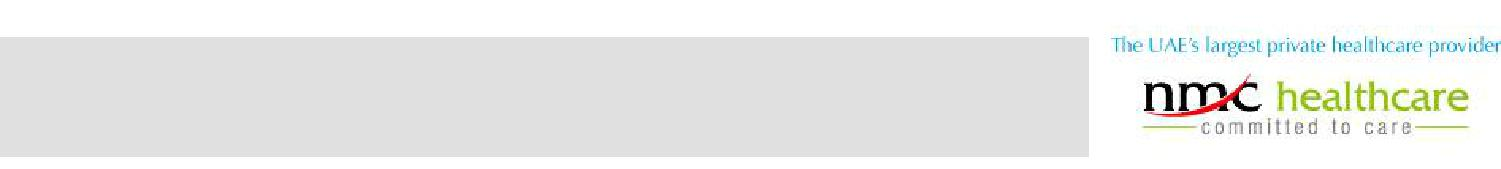 The UAE's largest private healthcare provider
nmc healthcare
committed to care